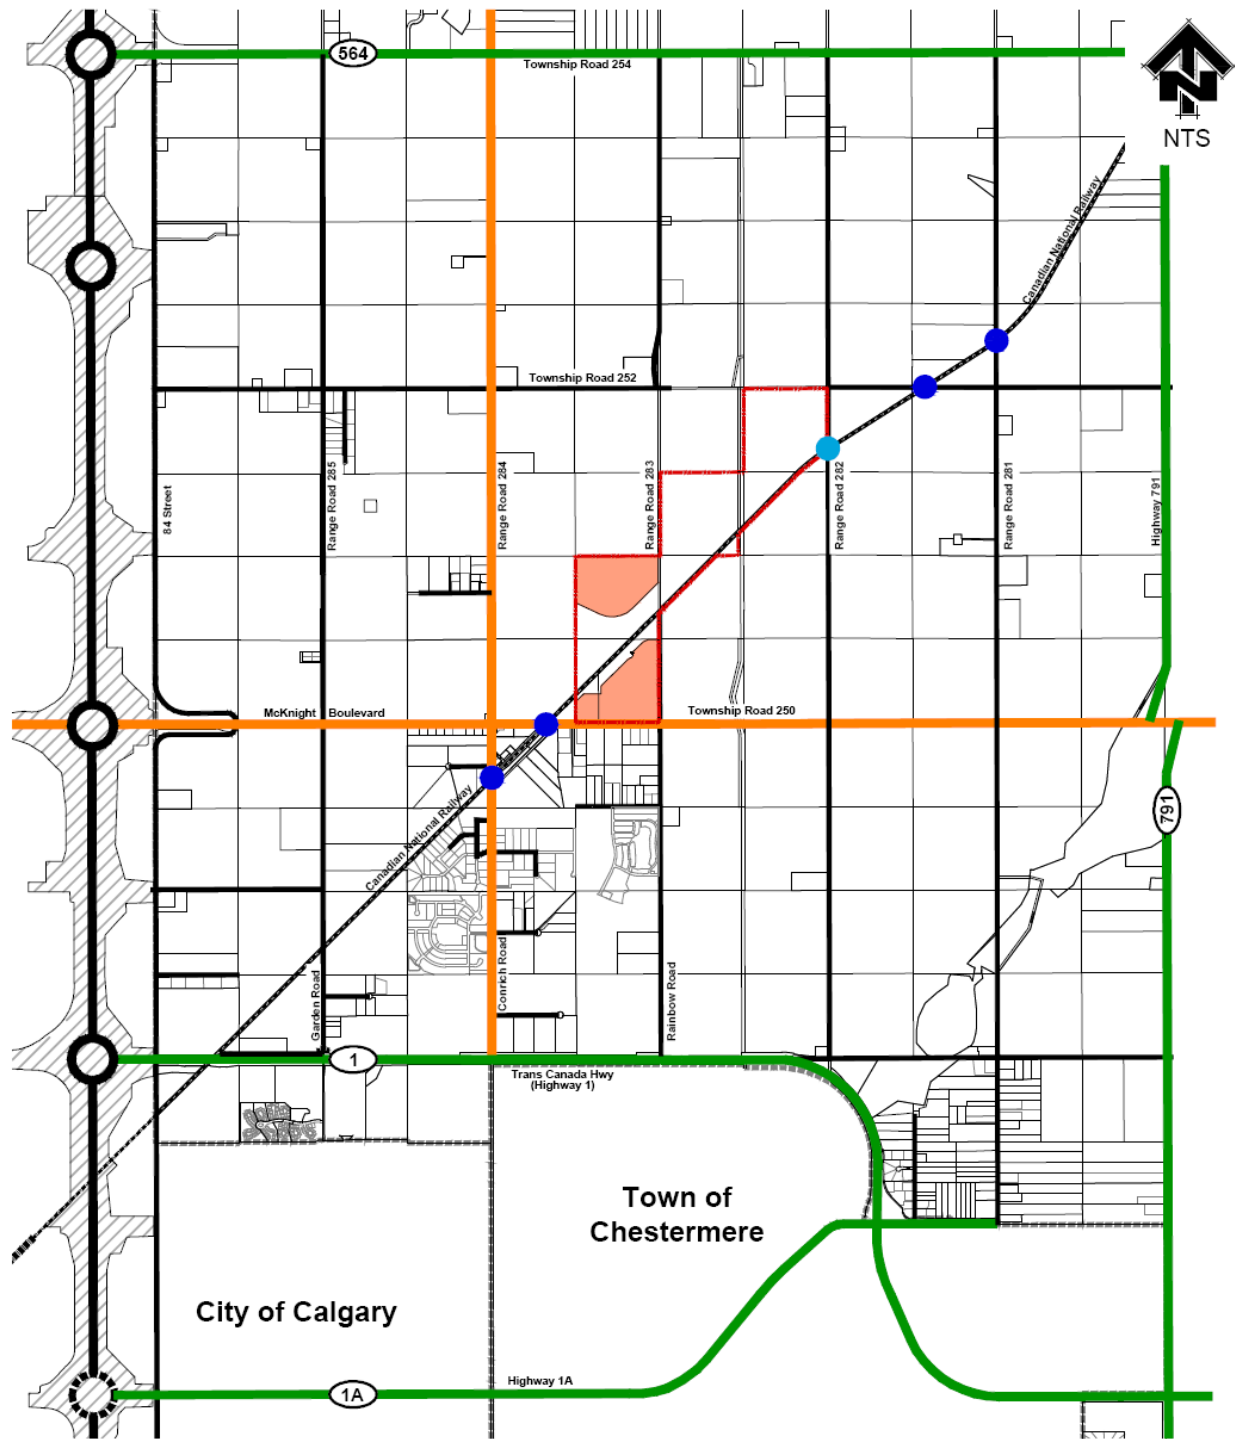 564
Township Road 254
NTS
Canadian National Railway
Township Road 252
84 Street
Range Road 285
Range Road 284
Range Road 283
Range Road 282
Range Road 281
Highway 791
McKnight Boulevard
Township Road 250
791
Canadian National Railway
Garden Road
Conrich Road
Rainbow Road
1
Trans Canada Hwy
(Highway 1)
Town of
Chestermere
City of Calgary
Highway 1A
1A